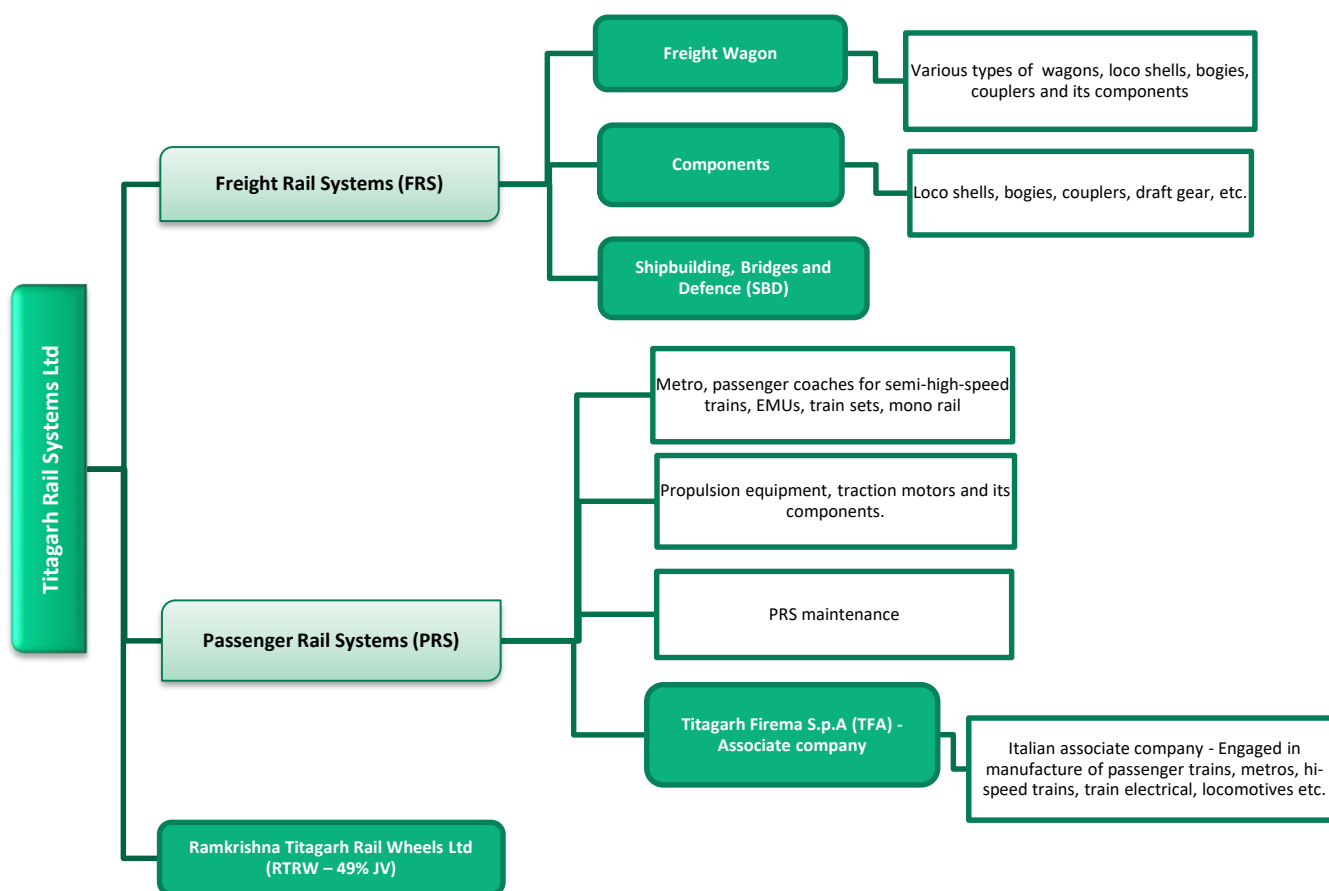 Titagarh Rail Systems Ltd
Freight Rail Systems (FRS)
Freight Wagon
Various types of wagons, loco shells, bogies,
couplers and its components
Components
Loco shells, bogies, couplers, draft gear, etc.
Shipbuilding, Bridges and
Defence (SBD)
Passenger Rail Systems (PRS)
Metro, passenger coaches for semi-high-speed
trains, EMUs, train sets, mono rail
Propulsion equipment, traction motors and its
components.
PRS maintenance
Titagarh Firema S.p.A (TFA) -
Associate company
Italian associate company - Engaged in
manufacture of passenger trains, metros, hi-
speed trains, train electrical, locomotives etc.
Ramkrishna Titagarh Rail Wheels Ltd
(RTRW – 49% JV)